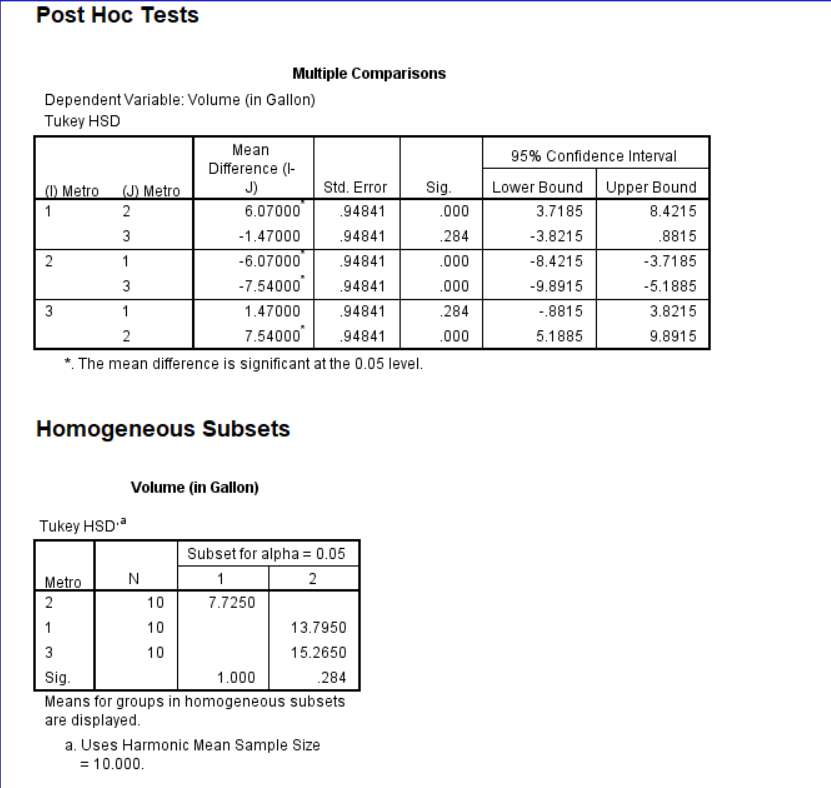 Post Hoc Tests
Multiple Comparisons
Dependent Variable: Volume (in Gallon)
Tukey HSD
Mean
Difference (I-
J)
95% Confidence Interval
(I) Metro (J) Metro Std. Error Sig. Lower Bound Upper Bound
1 2 6.07000* .94841 .000 3.7185 8.4215
3 -1.47000 .94841 .284 -3.8215 .8815
2 1 -6.07000* .94841 .000 -8.4215 -3.7185
3 -7.54000* .94841 .000 -9.8915 -5.1885
3 1 1.47000 .94841 .284 -.8815 3.8215
2 7.54000* .94841 .000 5.1885 9.8915
*. The mean difference is significant at the 0.05 level.
Homogeneous Subsets
Volume (in Gallon)
Tukey HSD·a
Subset for alpha = 0.05
Metro N 1 2
2 10 7.7250
1 10 13.7950
3 10 15.2650
Sig. 1.000 .284
Means for groups in homogeneous subsets
are displayed.
a. Uses Harmonic Mean Sample Size
= 10.000.